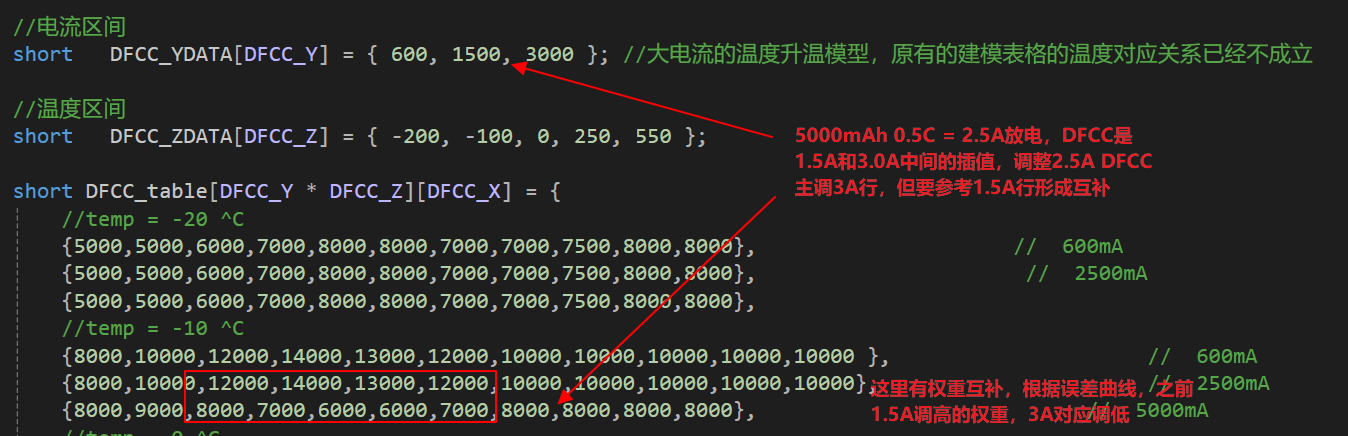 //电流区间
short   DFCC_YDATA[DFCC_Y] = { 600, 1500, 3000 }; //大电流的温度升温模型，原有的建模表格的温度对应关系已经不成立
//温度区间
short   DFCC_ZDATA[DFCC_Z] = { -200, -100, 0, 250, 550 };
5000mAh 0.5C = 2.5A放电，DFCC是
1.5A和3.0A中间的插值，调整2.5A DFCC
主调3A行，但要参考1.5A行形成互补
short DFCC_table[DFCC_Y * DFCC_Z][DFCC_X] = {
//temp = -20 ^C
{5000,5000,6000,7000,8000,8000,7000,7000,7500,8000,8000}, //  600mA
{5000,5000,6000,7000,8000,8000,7000,7000,7500,8000,8000}, //  2500mA
{5000,5000,6000,7000,8000,8000,7000,7000,7500,8000,8000},
//temp = -10 ^C
{8000,10000,12000,14000,13000,12000,10000,10000,10000,10000,10000 }, //  600mA
{8000,10000,12000,14000,13000,12000,10000,10000,10000,10000,10000}, //  2500mA
{8000,9000,8000,7000,6000,6000,7000,8000,8000,8000,8000}, //  5000mA
这里有权重互补，根据误差曲线，之前
1.5A调高的权重，3A对应调低
//temp = 0 ^C